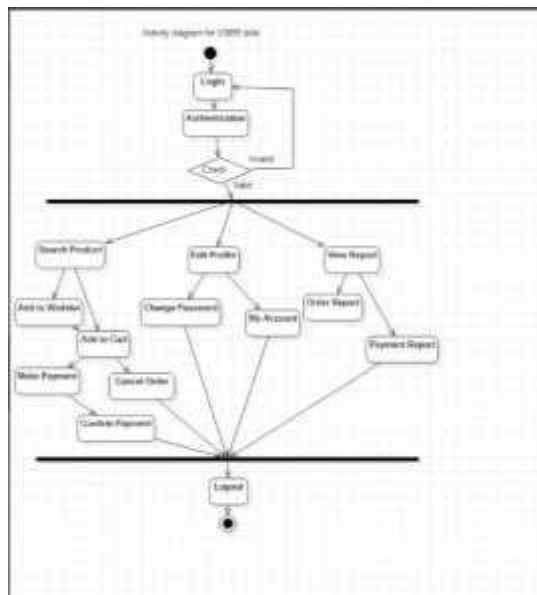 Activity diagram for USER side
Login
Authentication
Invalid
Check
Valid
Search Product
Edit Profile
View Report
Add to Wishlist
Change Password
Order Report
My Account
Add to Cart
Payment Report
Make Payment
Cancel Order
Confirm Payment
Logout